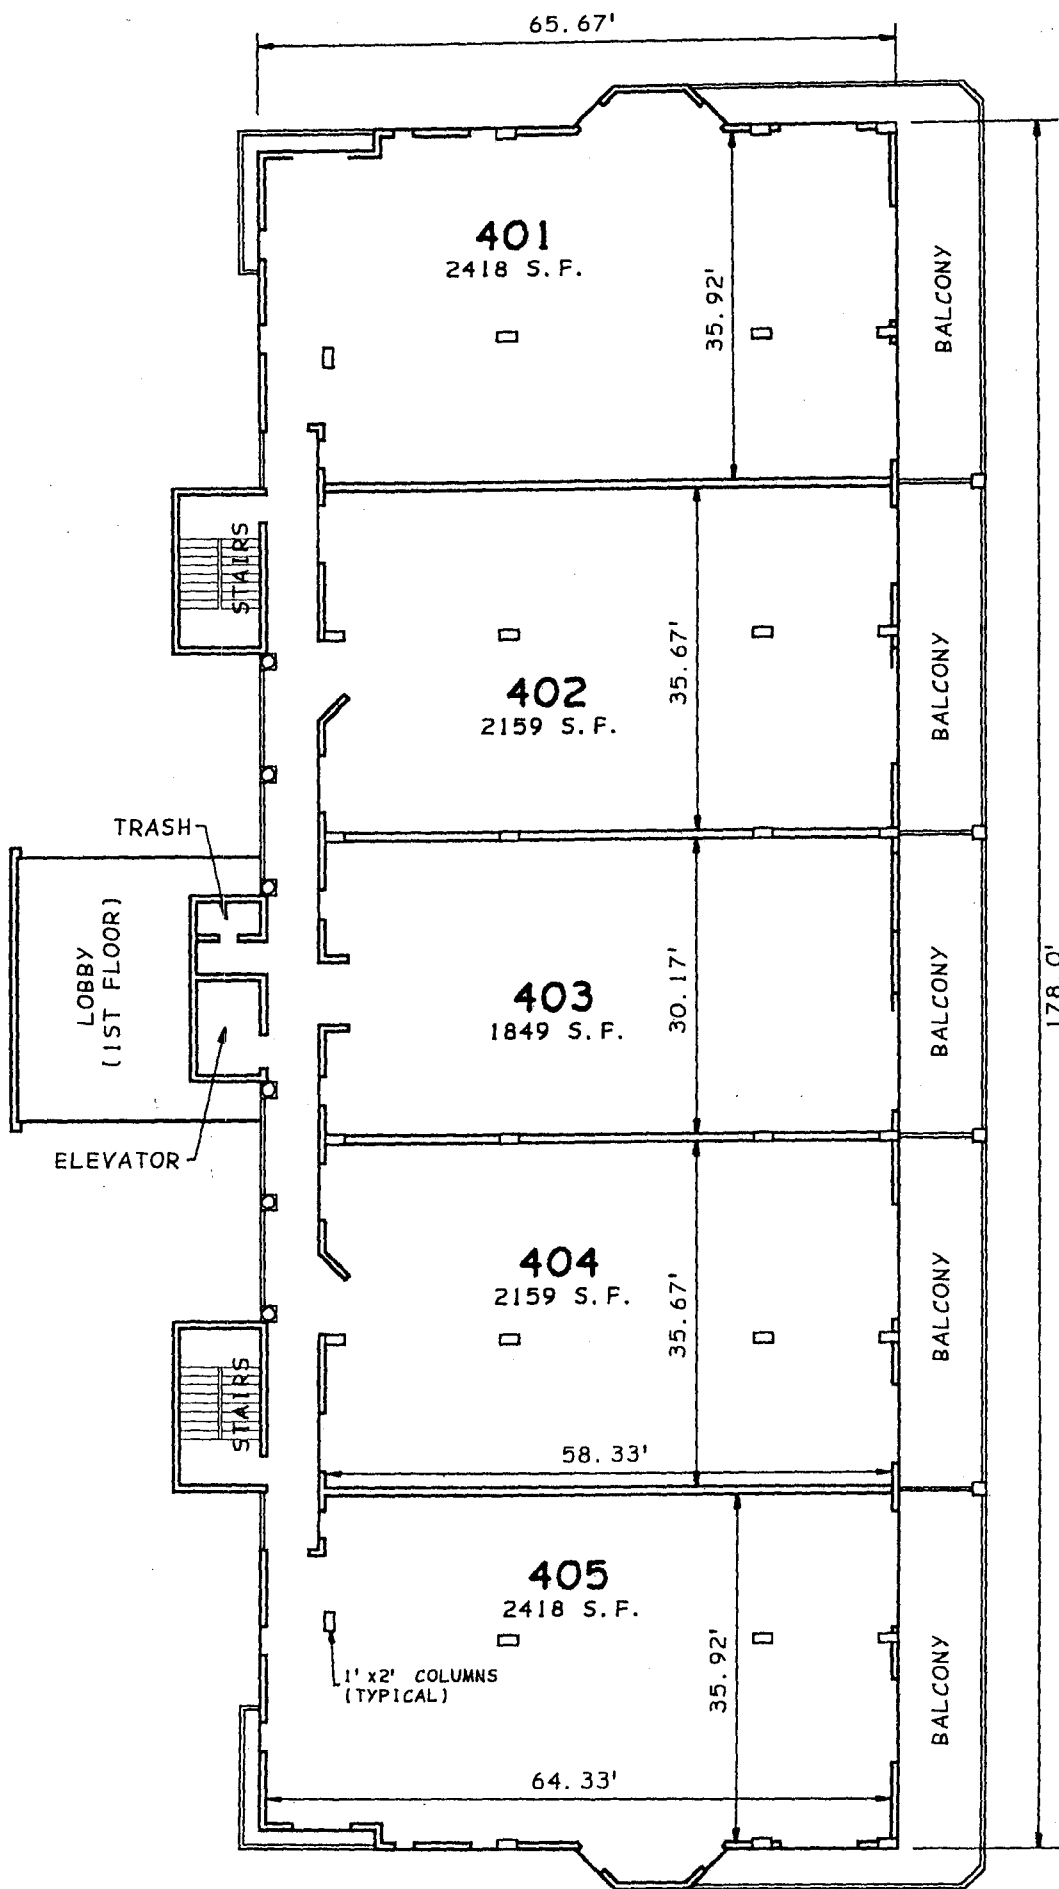 65.67'
401
2418 S.F.
35.92'
BALCONY
STAIRS
402
2159 S.F.
35.67'
BALCONY
TRASH
LOBBY
(1ST FLOOR)
403
1849 S.F.
30.17'
BALCONY
178.0'
ELEVATOR
404
2159 S.F.
35.67'
BALCONY
STAIRS
58.33'
405
2418 S.F.
35.92'
BALCONY
1'x2' COLUMNS
(TYPICAL)
64.33'